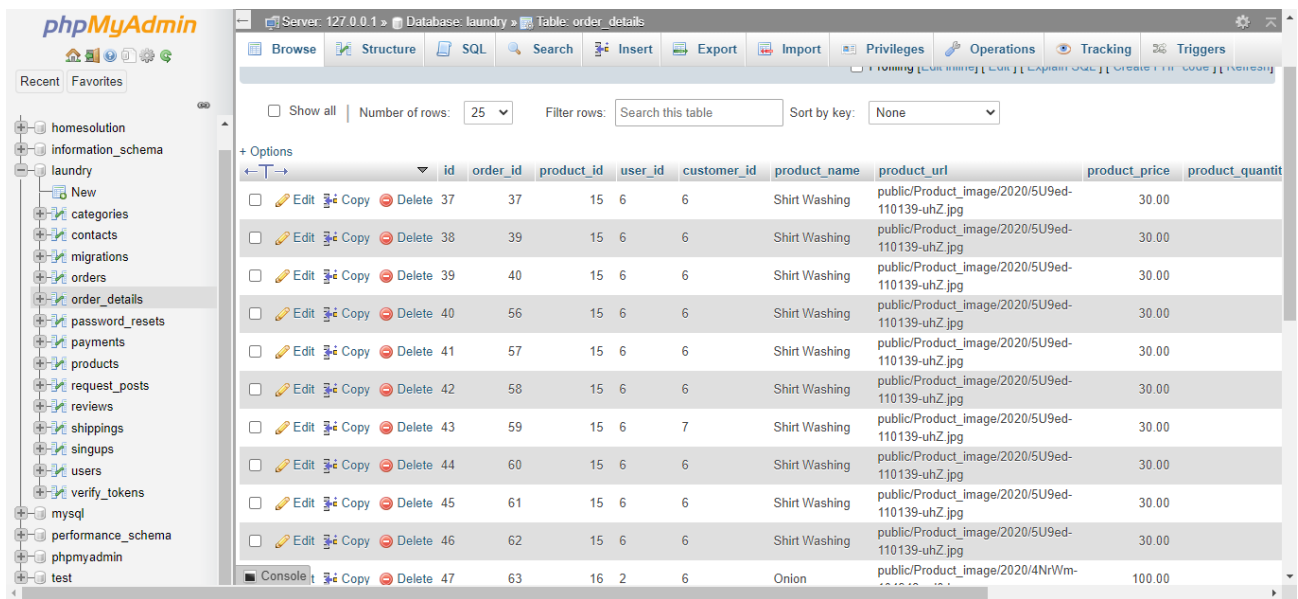 phpMyAdmin
Recent Favorites
homesolution
information_schema
laundry
New
categories
contacts
migrations
orders
order_details
password_resets
payments
products
request_posts
reviews
shippings
singups
users
verify_tokens
mysql
performance_schema
phpmyadmin
test
Server: 127.0.0.1 » Database: laundry » Table: order_details
Browse Structure SQL Search Insert Export Import Privileges Operations Tracking Triggers
Profiling [Edit inline] [ Edit ] [ Explain SQL ] [ Create PHP code ] [ Refresh]
Show all | Number of rows: 25 Filter rows: Search this table Sort by key: None
+ Options
←T→ id order_id product_id user_id customer_id product_name product_url product_price product_quantit
Edit Copy Delete 37 37 15 6 6 Shirt Washing public/Product_image/2020/5U9ed- 30.00
110139-uhZ.jpg
Edit Copy Delete 38 39 15 6 6 Shirt Washing public/Product_image/2020/5U9ed- 30.00
110139-uhZ.jpg
Edit Copy Delete 39 40 15 6 6 Shirt Washing public/Product_image/2020/5U9ed- 30.00
110139-uhZ.jpg
Edit Copy Delete 40 56 15 6 6 Shirt Washing public/Product_image/2020/5U9ed- 30.00
110139-uhZ.jpg
Edit Copy Delete 41 57 15 6 6 Shirt Washing public/Product_image/2020/5U9ed- 30.00
110139-uhZ.jpg
Edit Copy Delete 42 58 15 6 6 Shirt Washing public/Product_image/2020/5U9ed- 30.00
110139-uhZ.jpg
Edit Copy Delete 43 59 15 6 7 Shirt Washing public/Product_image/2020/5U9ed- 30.00
110139-uhZ.jpg
Edit Copy Delete 44 60 15 6 6 Shirt Washing public/Product_image/2020/5U9ed- 30.00
110139-uhZ.jpg
Edit Copy Delete 45 61 15 6 6 Shirt Washing public/Product_image/2020/5U9ed- 30.00
110139-uhZ.jpg
Edit Copy Delete 46 62 15 6 6 Shirt Washing public/Product_image/2020/5U9ed- 30.00
110139-uhZ.jpg
Console t Copy Delete 47 63 16 2 6 Onion public/Product_image/2020/4NrWm- 100.00